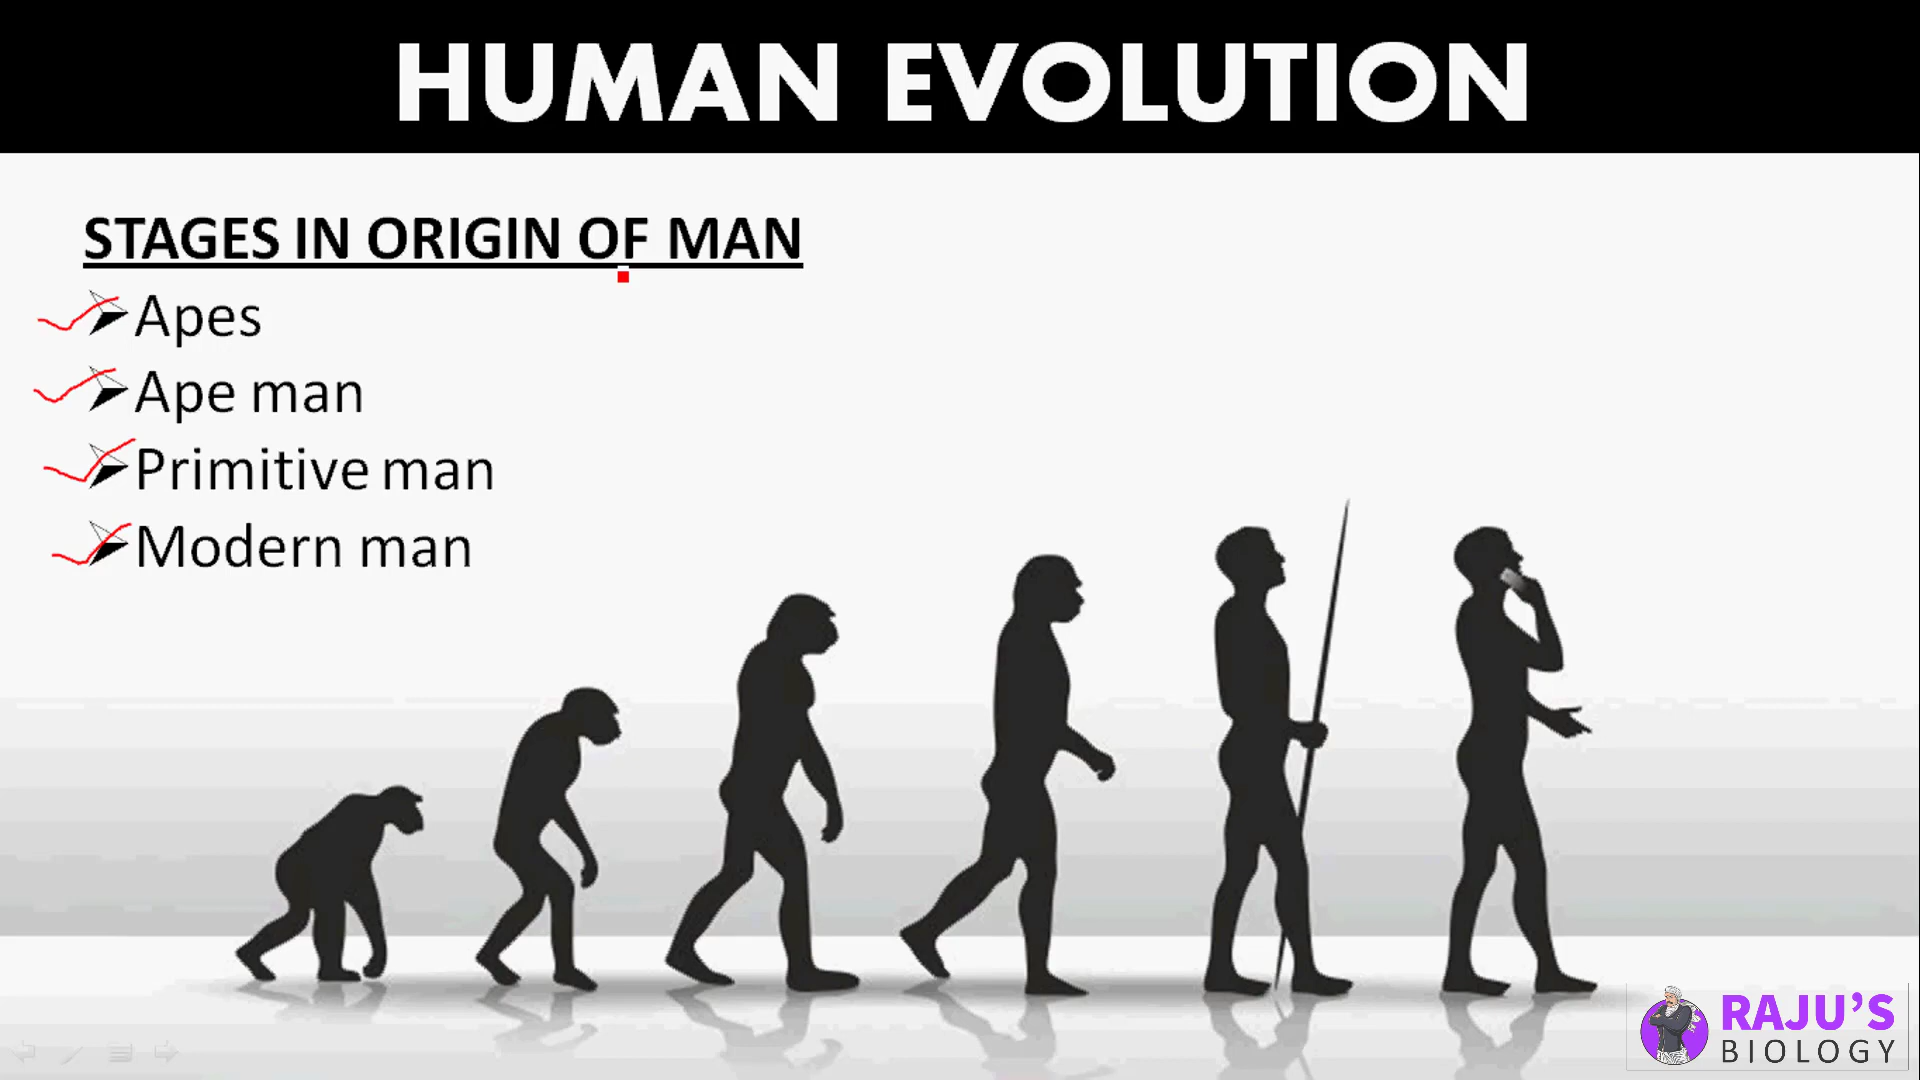 HUMAN EVOLUTION
STAGES IN ORIGIN OF MAN
Apes
Ape man
Primitive man
Modern man
RAJU'S
BIOLOGY